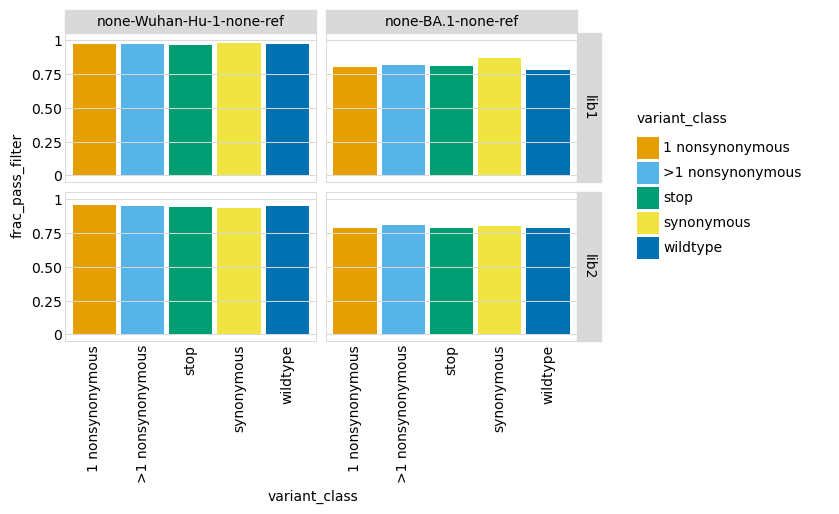 none-Wuhan-Hu-1-none-ref
none-BA.1-none-ref
1
0.75
0.50
0.25
0
lib1
1
0.75
0.50
0.25
0
lib2
frac_pass_filter
1 nonsynonymous
>1 nonsynonymous
stop
synonymous
wildtype
1 nonsynonymous
>1 nonsynonymous
stop
synonymous
wildtype
variant_class
variant_class
1 nonsynonymous
>1 nonsynonymous
stop
synonymous
wildtype